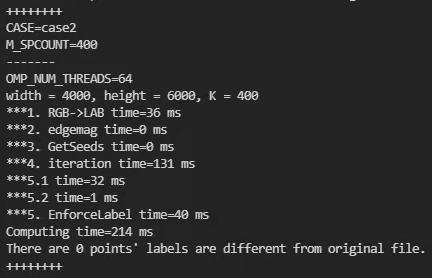 ++++++++
CASE=case2
M_SPCOUNT=400
-------
OMP_NUM_THREADS=64
width = 4000, height = 6000, K = 400
***1. RGB->LAB time=36 ms
***2. edgemag time=0 ms
***3. GetSeeds time=0 ms
***4. iteration time=131 ms
***5.1 time=32 ms
***5.2 time=1 ms
***5. EnforceLabel time=40 ms
Computing time=214 ms
There are 0 points' labels are different from original file.
++++++++